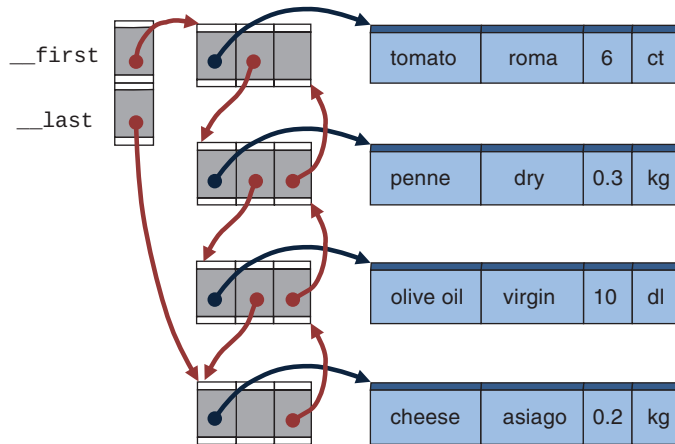 __first
tomato roma 6 ct
__last
penne dry 0.3 kg
olive oil virgin 10 dl
cheese asiago 0.2 kg